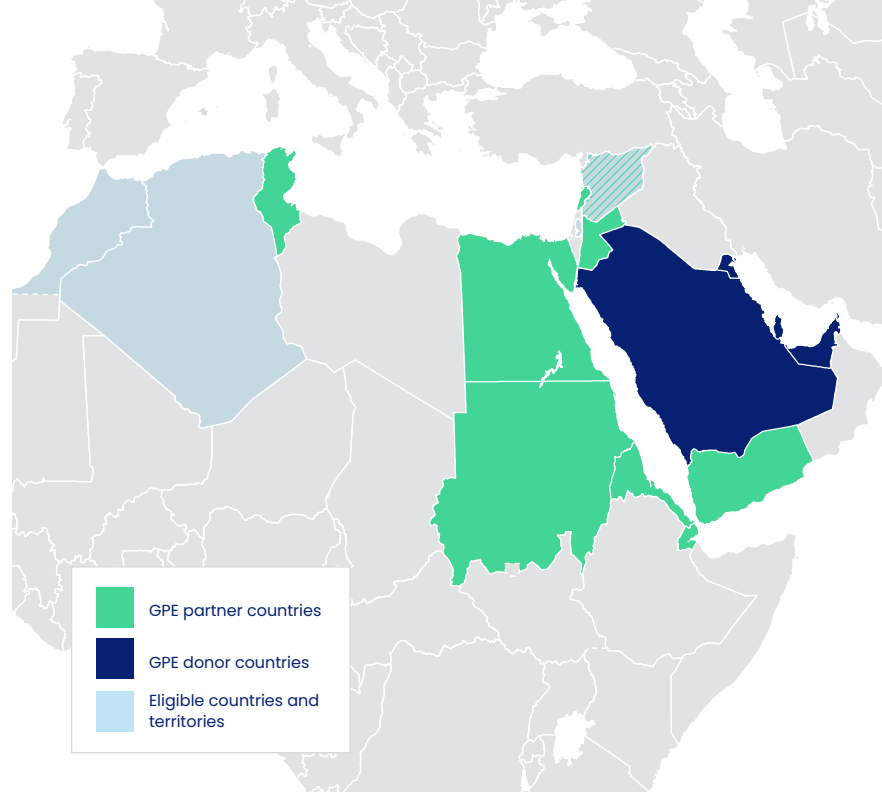 GPE partner countries
GPE donor countries
Eligible countries and
territories